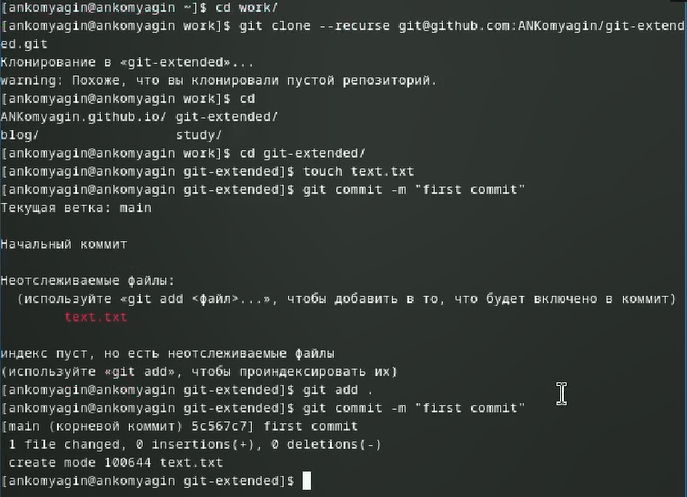 [ankomyagin@ankomyagin ~]$ cd work/
[ankomyagin@ankomyagin work]$ git clone --recurse git@github.com:ANKomyagin/git-extend
ed.git
Клонирование в «git-extended»...
warning: Похоже, что вы клонировали пустой репозиторий.
[ankomyagin@ankomyagin work]$ cd
ANKomyagin.github.io/ git-extended/
blog/                 study/
[ankomyagin@ankomyagin work]$ cd git-extended/
[ankomyagin@ankomyagin git-extended]$ touch text.txt
[ankomyagin@ankomyagin git-extended]$ git commit -m "first commit"
Текущая ветка: main

Начальный коммит

Неотслеживаемые файлы:
  (используйте «git add <файл>...», чтобы добавить в то, что будет включено в коммит)
        text.txt

индекс пуст, но есть неотслеживаемые файлы
(используйте «git add», чтобы проиндексировать их)
[ankomyagin@ankomyagin git-extended]$ git add .
[ankomyagin@ankomyagin git-extended]$ git commit -m "first commit"
[main (корневой коммит) 5c567c7] first commit
 1 file changed, 0 insertions(+), 0 deletions(-)
 create mode 100644 text.txt
[ankomyagin@ankomyagin git-extended]$